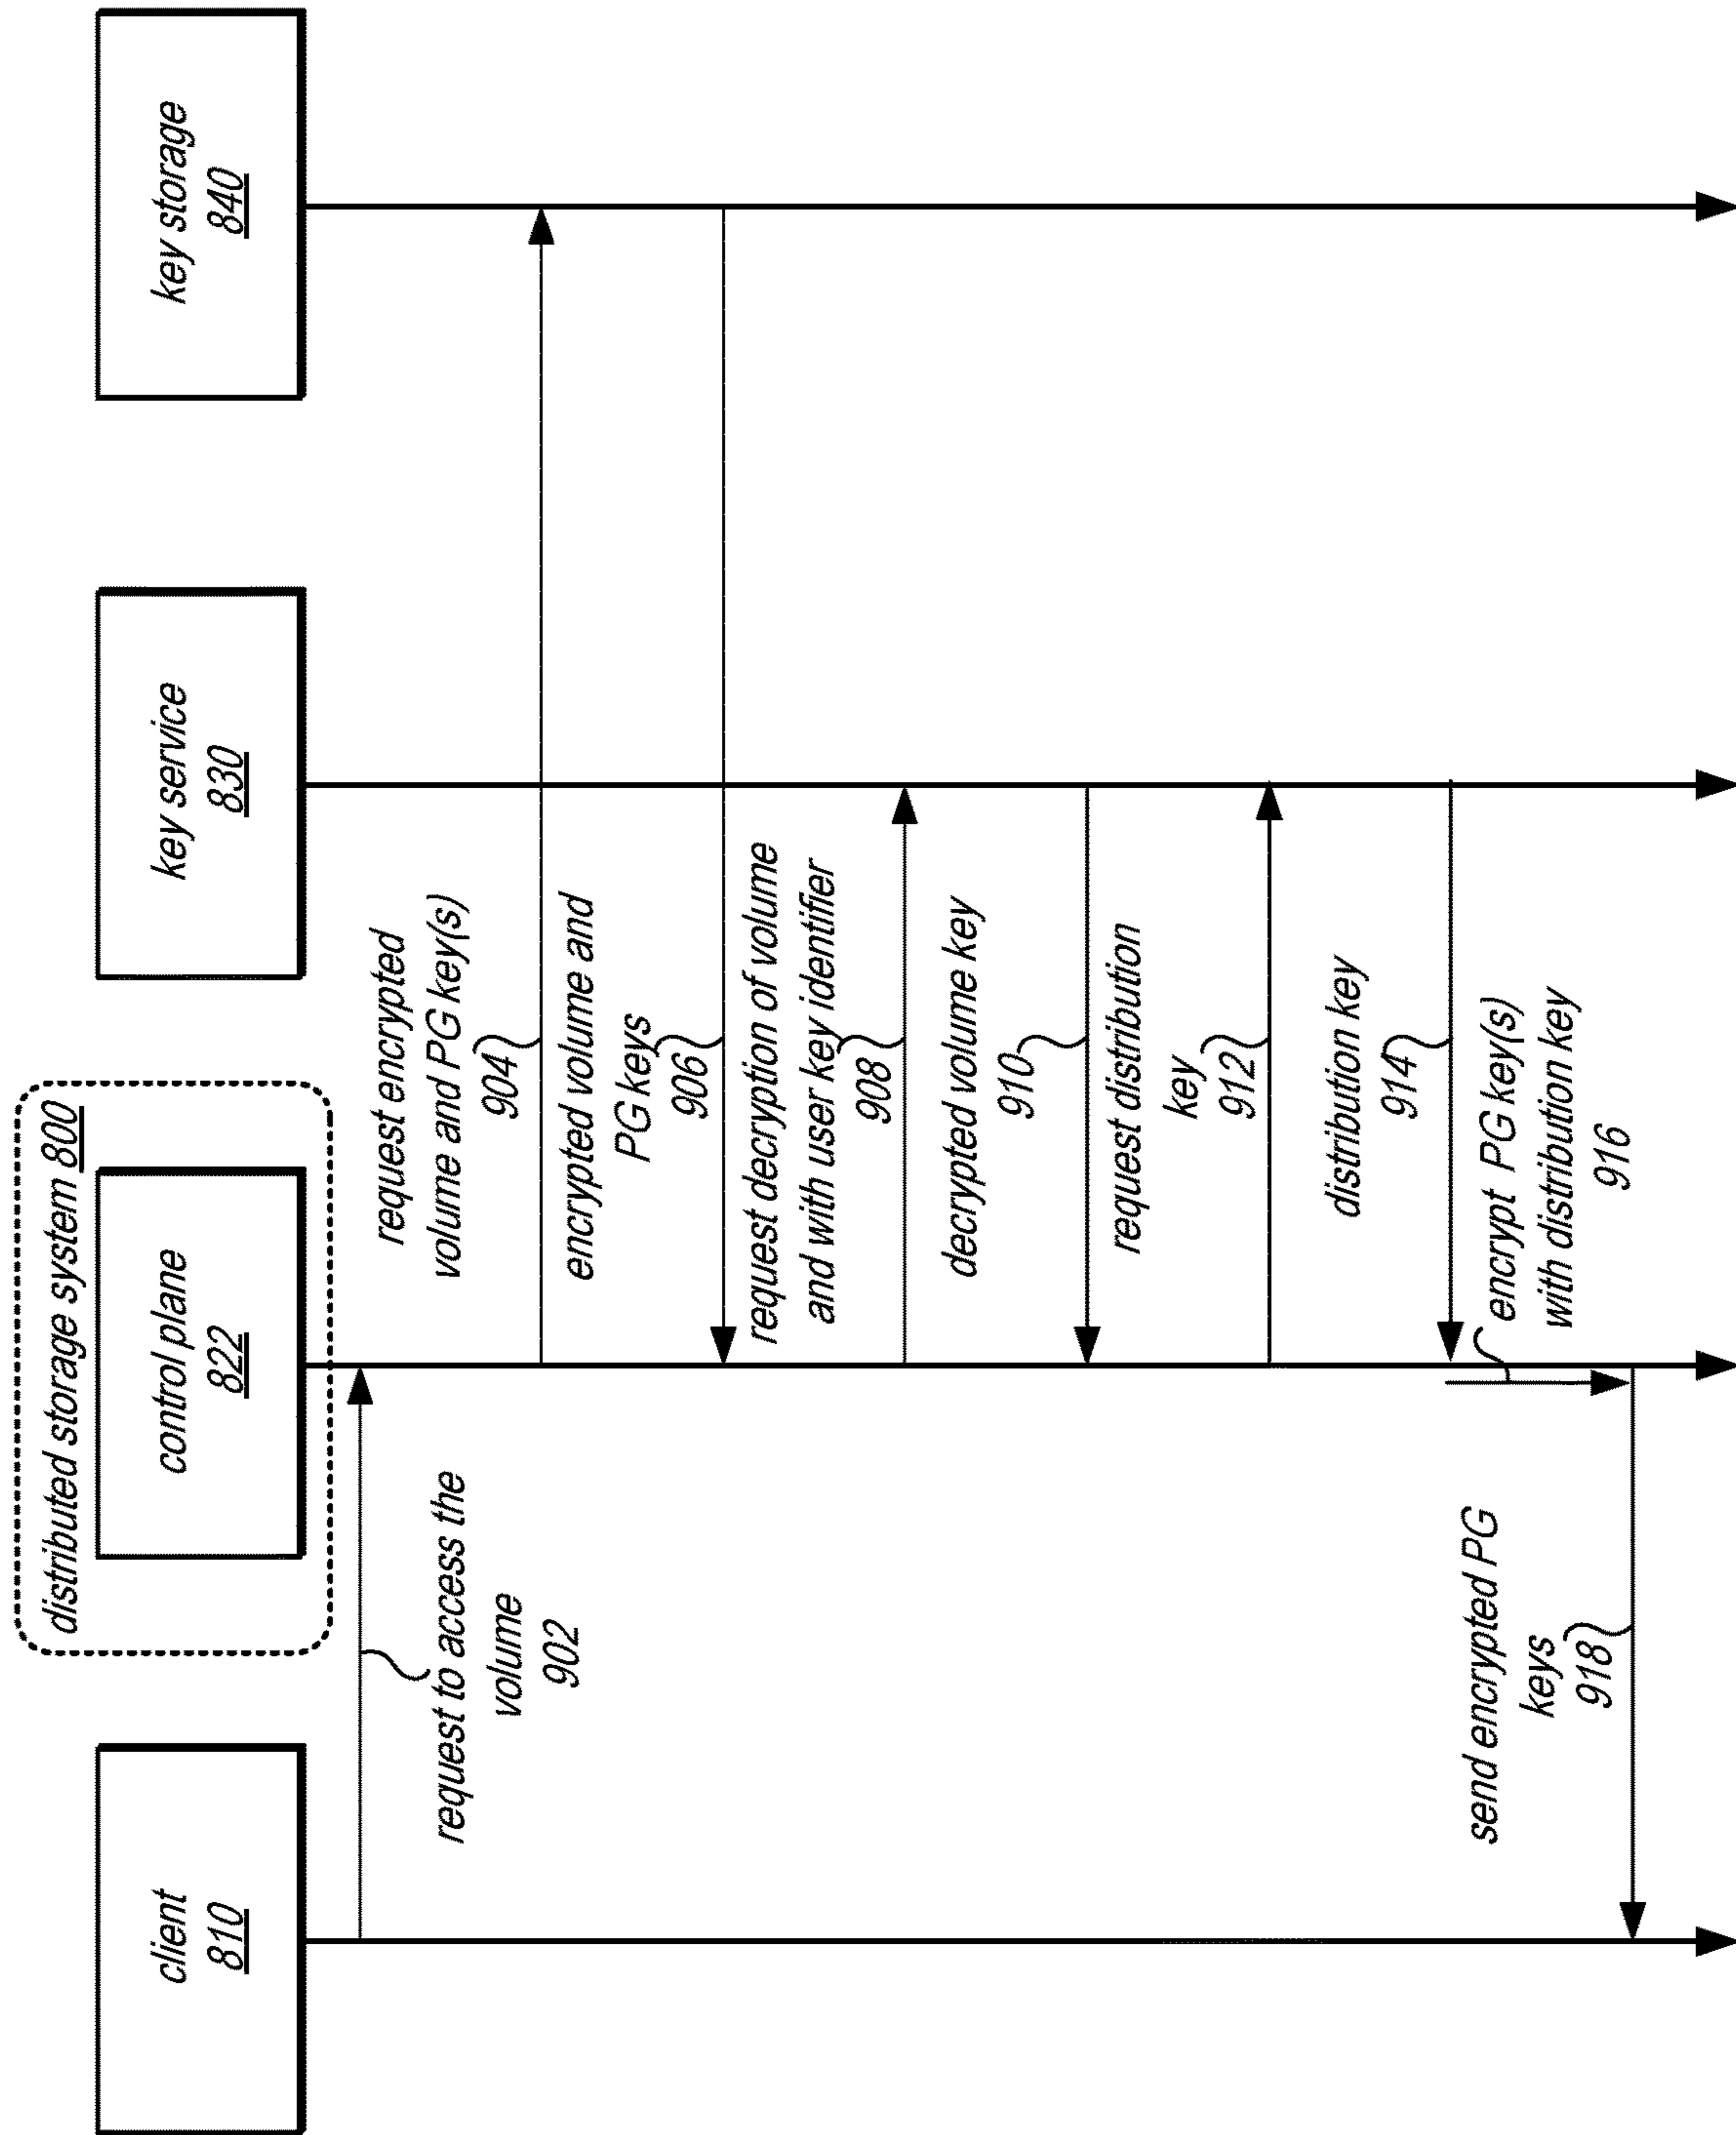 distributed storage system 800
client
810
control plane
822
key service
830
key storage
840
request to access the
volume
902
request encrypted
volume and PG key(s)
904
encrypted volume and
PG keys
906
request decryption of volume
and with user key identifier
908
decrypted volume key
910
request distribution
key
912
distribution key
914
encrypt PG key(s)
with distribution key
916
send encrypted PG
keys
918